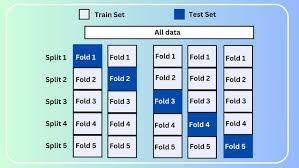 Train Set Test Set
All data
Split 1 Fold 1 Fold 1 Fold 1 Fold 1 Fold 1
Split 2 Fold 2 Fold 2 Fold 2 Fold 2 Fold 2
Split 3 Fold 3 Fold 3 Fold 3 Fold 3 Fold 3
Split 4 Fold 4 Fold 4 Fold 4 Fold 4 Fold 4
Split 5 Fold 5 Fold 5 Fold 5 Fold 5 Fold 5